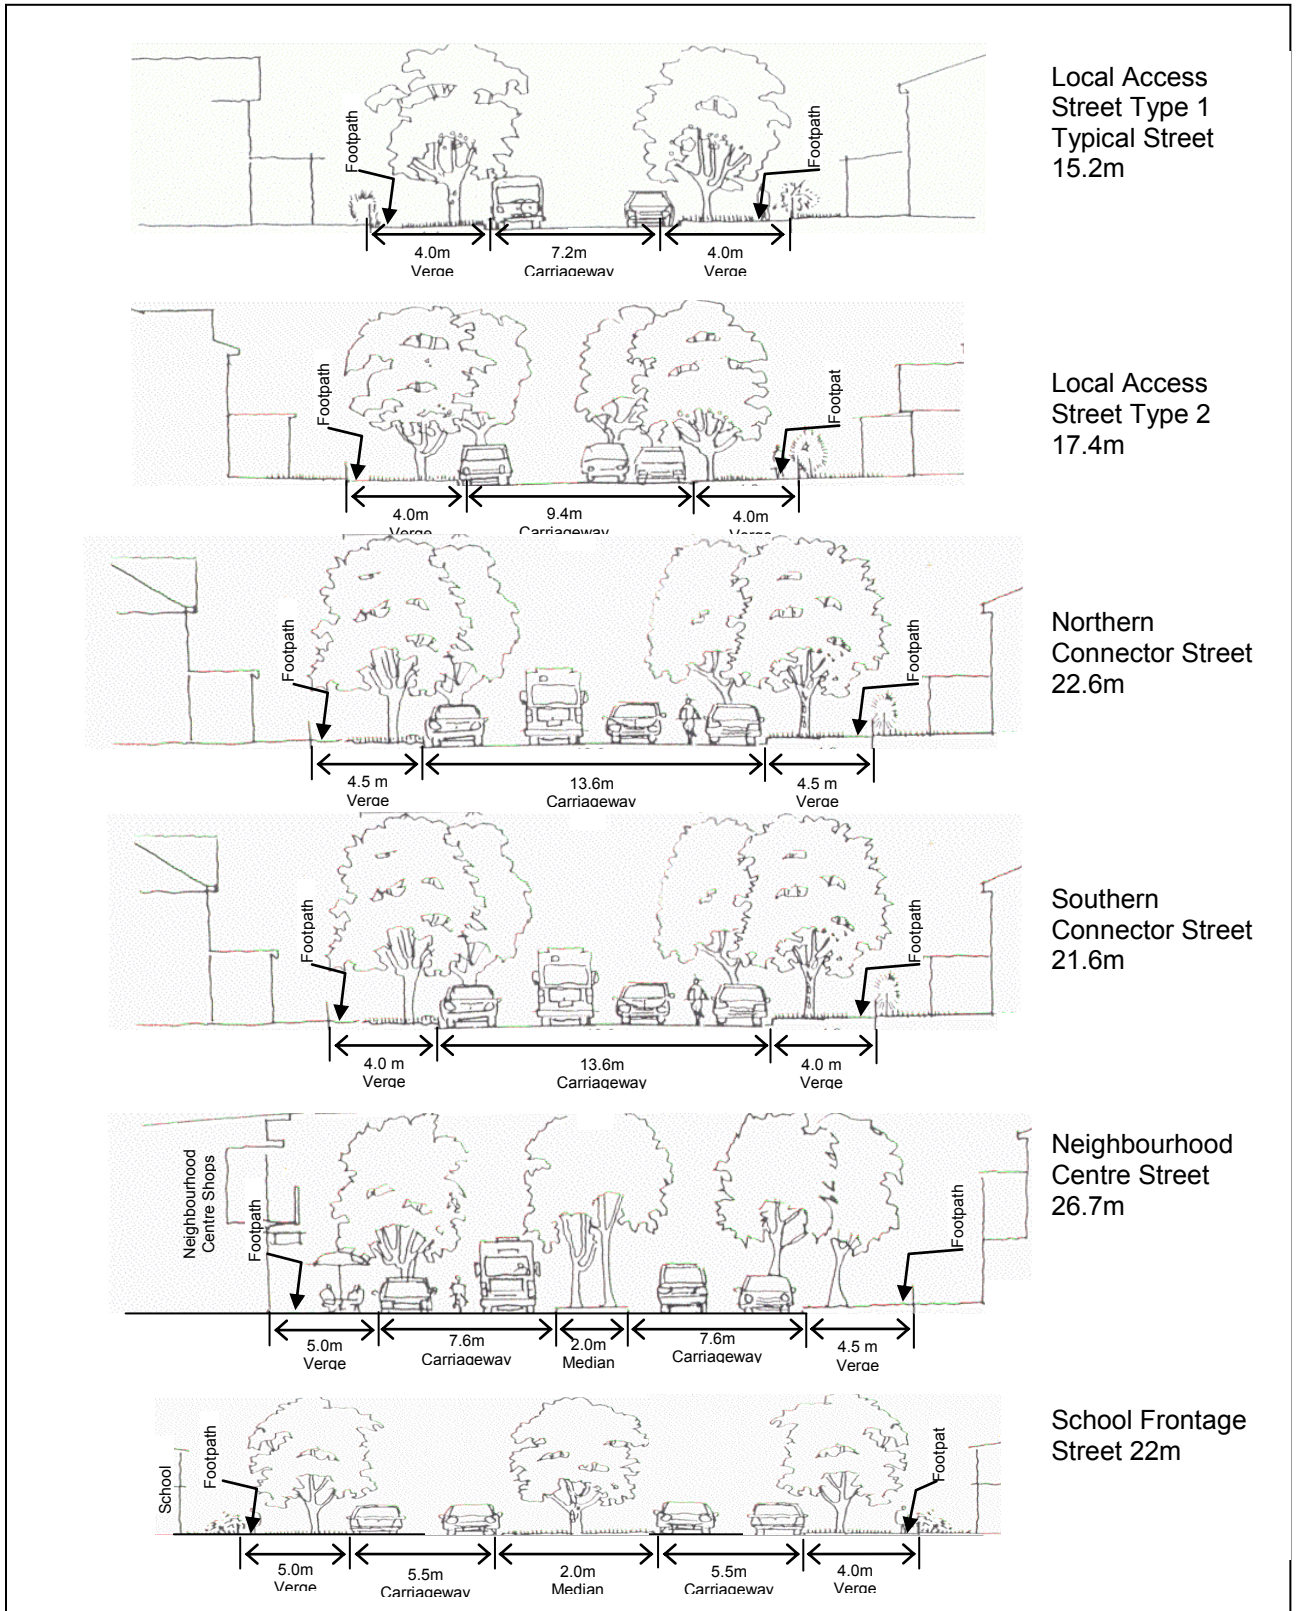 Local Access
Street Type 1
Typical Street
15.2m
Footpath
Footpath
4.0m
Verge
7.2m
Carriageway
4.0m
Verge
Local Access
Street Type 2
17.4m
Footpath
Footpat
4.0m
Verge
9.4m
Carriageway
4.0m
Verge
Northern
Connector Street
22.6m
Footpath
Footpath
4.5 m
Verge
13.6m
Carriageway
4.5 m
Verge
Southern
Connector Street
21.6m
Footpath
Footpath
4.0 m
Verge
13.6m
Carriageway
4.0 m
Verge
Neighbourhood
Centre Street
26.7m
Neighbourhood
Centre Shops
Footpath
Footpath
5.0m
Verge
7.6m
Carriageway
2.0m
Median
7.6m
Carriageway
4.5 m
Verge
School Frontage
Street 22m
School
Footpath
Footpat
5.0m
Verge
5.5m
Carriageway
2.0m
Median
5.5m
Carriageway
4.0m
Verge